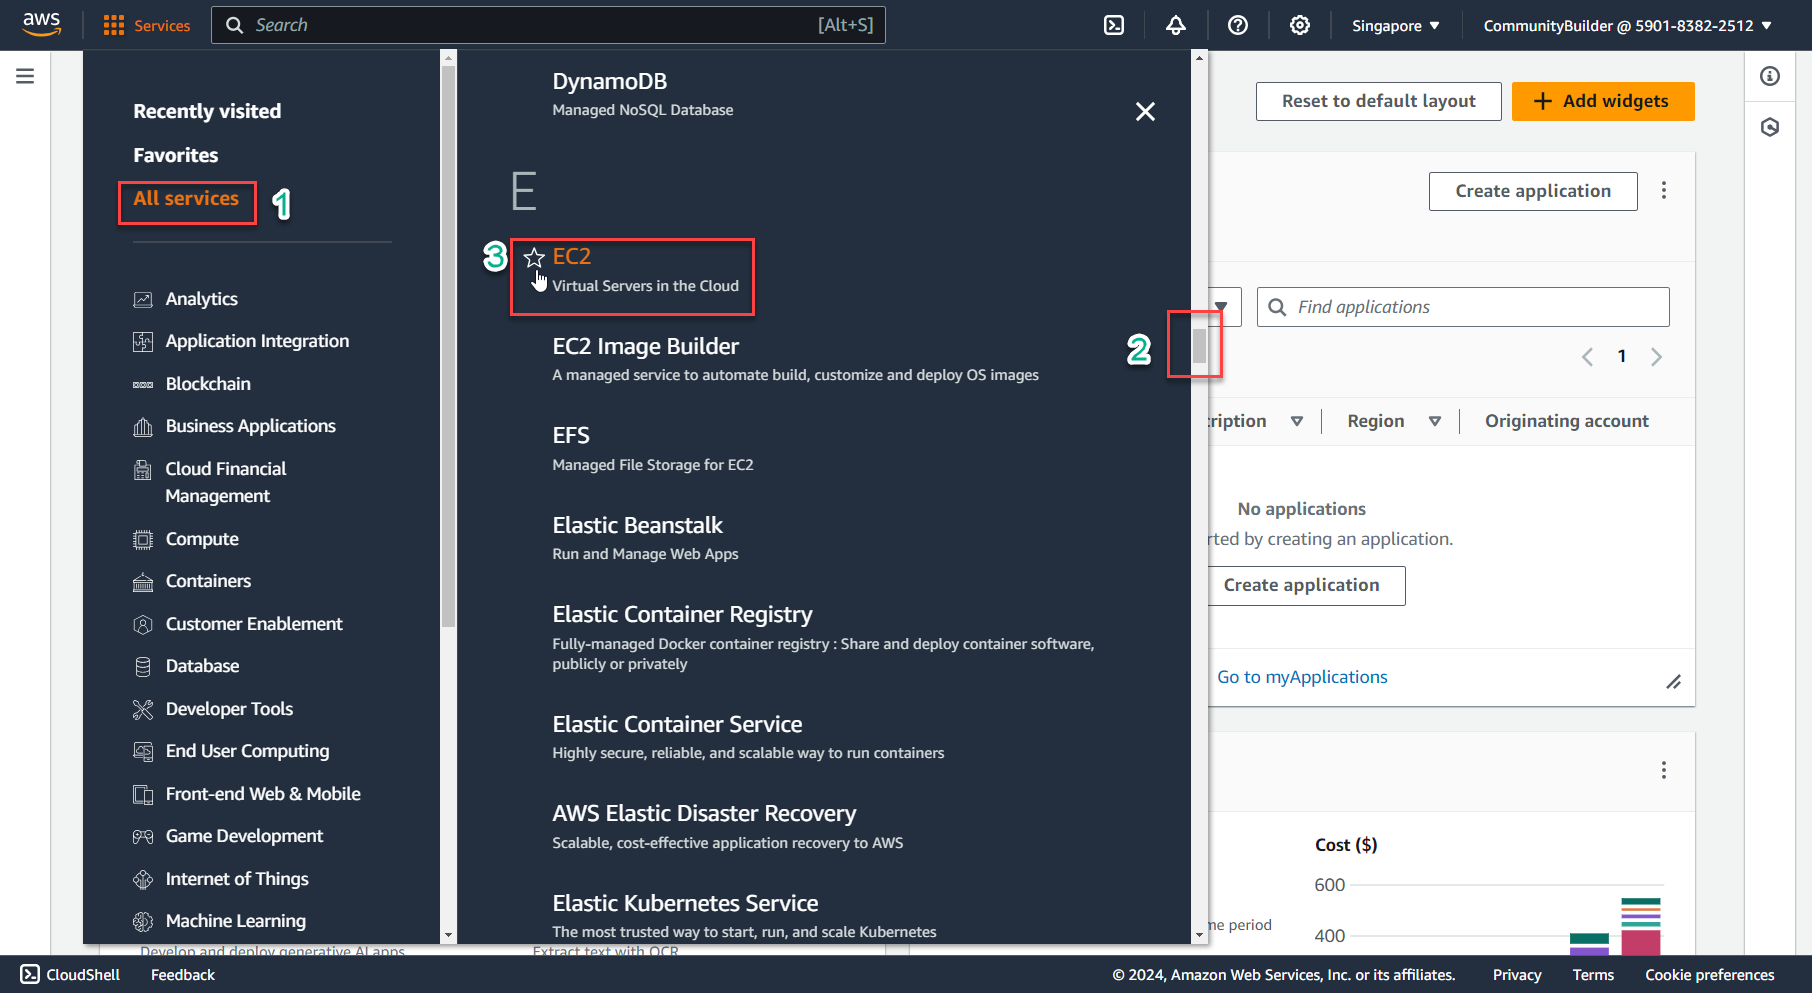 aws
Services
Search
[Alt+S]
Singapore
CommunityBuilder @ 5901-8382-2512
Recently visited
Favorites
All services
1
Analytics
Application Integration
Blockchain
Business Applications
Cloud Financial
Management
Compute
Containers
Customer Enablement
Database
Developer Tools
End User Computing
Front-end Web & Mobile
Game Development
Internet of Things
Machine Learning
DynamoDB
Managed NoSQL Database
E
3
EC2
Virtual Servers in the Cloud
EC2 Image Builder
A managed service to automate build, customize and deploy OS images
EFS
Managed File Storage for EC2
Elastic Beanstalk
Run and Manage Web Apps
Elastic Container Registry
Fully-managed Docker container registry : Share and deploy container software,
publicly or privately
Elastic Container Service
Highly secure, reliable, and scalable way to run containers
AWS Elastic Disaster Recovery
Scalable, cost-effective application recovery to AWS
Elastic Kubernetes Service
The most trusted way to start, run, and scale Kubernetes
2
Reset to default layout
Add widgets
Create application
Find applications
1
cription
Region
Originating account
No applications
rted by creating an application.
Create application
Go to myApplications
Cost ($)
600
me period
400
Develop and deploy generative AI apps
Extract text with OCR
CloudShell
Feedback
© 2024, Amazon Web Services, Inc. or its affiliates.
Privacy
Terms
Cookie preferences